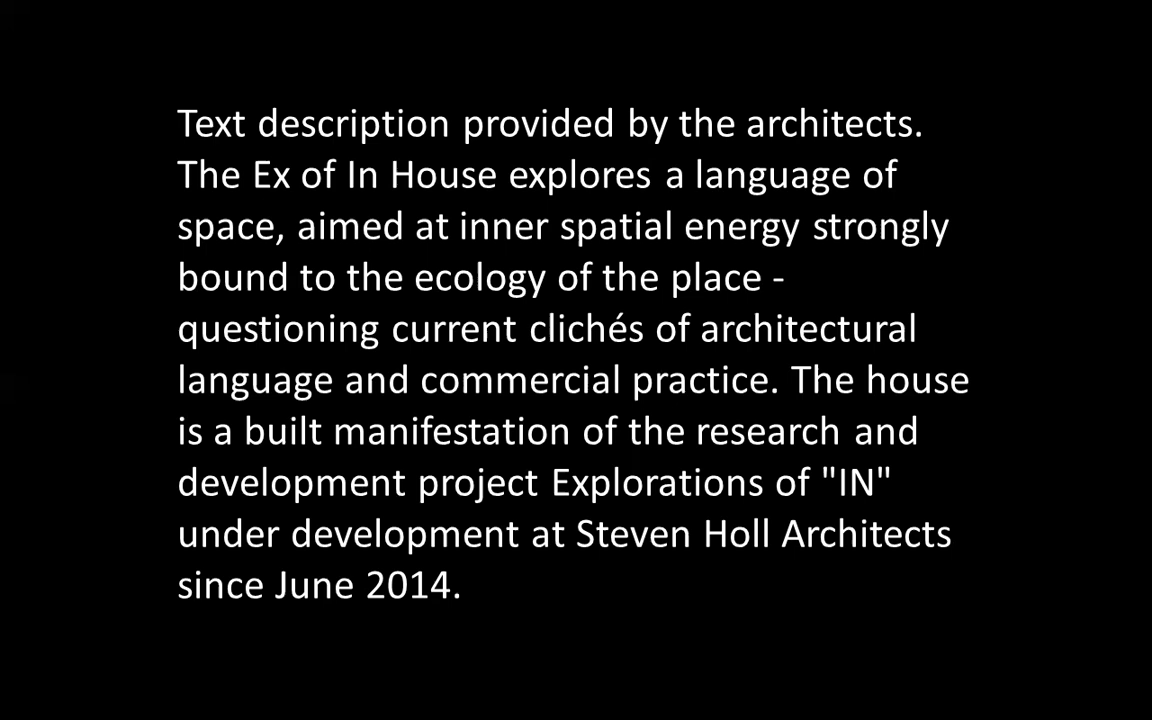 Text description provided by the architects.
The Ex of In House explores a language of
space, aimed at inner spatial energy strongly
bound to the ecology of the place -
questioning current clichés of architectural
language and commercial practice. The house
is a built manifestation of the research and
development project Explorations of "IN"
under development at Steven Holl Architects
since June 2014.